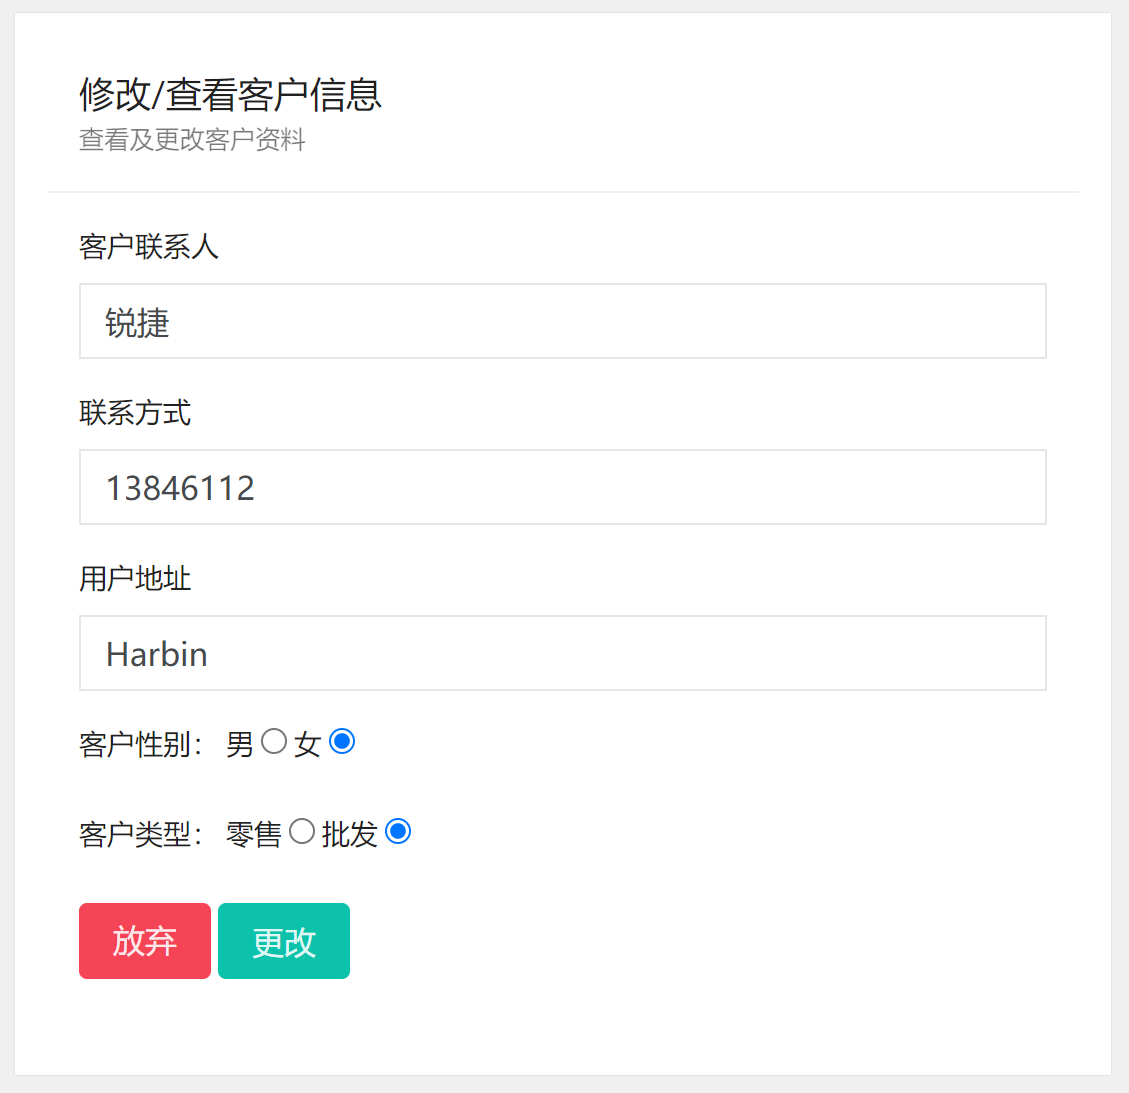 修改/查看客户信息
查看及更改客户资料
客户联系人
锐捷
联系方式
13846112
用户地址
Harbin
客户性别： 男 女
客户类型： 零售 批发
放弃 更改